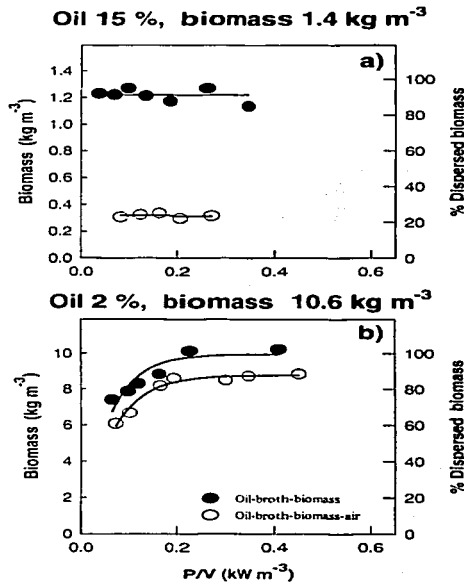 Oil 15 %, biomass 1.4 kg m-3
a)
1.4
1.2
1.0
0.8
0.6
0.4
0.2
0.0
Biomass (kg m-3)
100
80
60
40
20
0
% Dispersed biomass
0.0 0.2 0.4 0.6
Oil 2 %, biomass 10.6 kg m-3
b)
10
8
6
4
2
0
Biomass (kg m-3)
100
80
60
40
20
0
% Dispersed biomass
Oil-broth-biomass
Oil-broth-biomass-air
0.0 0.2 0.4 0.6
P/V (kW m-3)